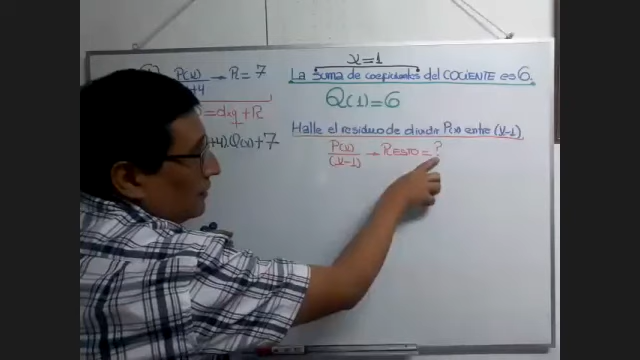 P(x) → R = 7
+4
= d.q + R
+4).Q(x)+7
x=1
La suma de coeficientes del COCIENTE es 6.
Q(1)=6
Halle el residuo de dividir P(x) entre (x-1)
P(x)
(x-1)
→ Resto = ?